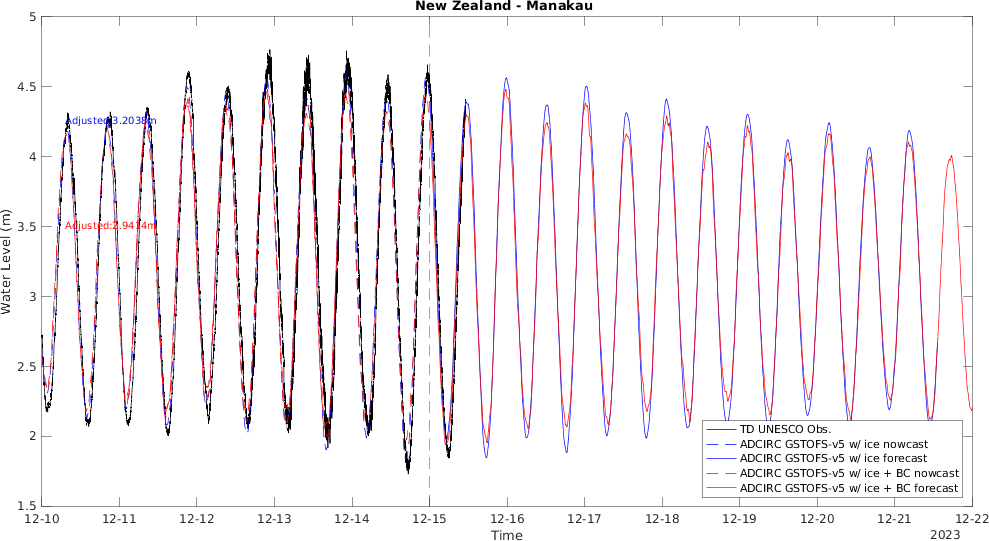 New Zealand - Manakau
Water Level (m)
5
4.5
4
3.5
3
2.5
2
1.5
Adjusted:3.2038m
Adjusted:2.9414m
TD UNESCO Obs.
ADCIRC GSTOFS-v5 w/ ice nowcast
ADCIRC GSTOFS-v5 w/ ice forecast
ADCIRC GSTOFS-v5 w/ ice + BC nowcast
ADCIRC GSTOFS-v5 w/ ice + BC forecast
12-10 12-11 12-12 12-13 12-14 12-15 12-16 12-17 12-18 12-19 12-20 12-21 12-22
Time
2023